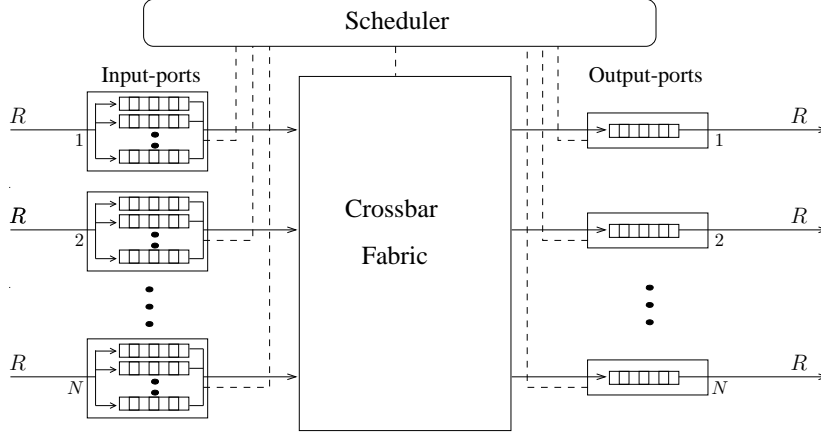 Scheduler
Input-ports
Output-ports
R
1
1
R
R
2
Crossbar
Fabric
2
R
R
N
N
R